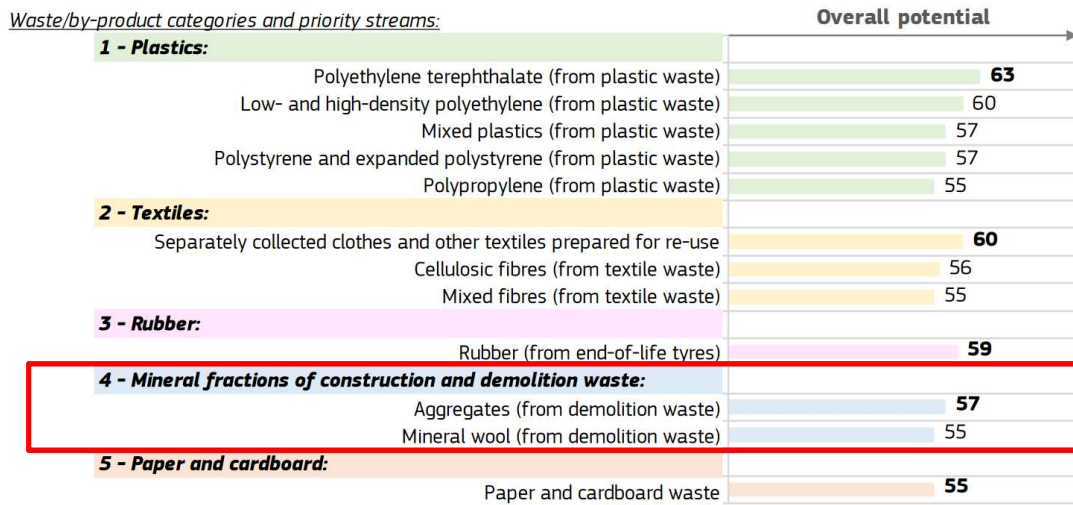 Waste/by-product categories and priority streams: Overall potential
1 - Plastics:
Polyethylene terephthalate (from plastic waste) 63
Low- and high-density polyethylene (from plastic waste) 60
Mixed plastics (from plastic waste) 57
Polystyrene and expanded polystyrene (from plastic waste) 57
Polypropylene (from plastic waste) 55
2 - Textiles:
Separately collected clothes and other textiles prepared for re-use 60
Cellulosic fibres (from textile waste) 56
Mixed fibres (from textile waste) 55
3 - Rubber:
Rubber (from end-of-life tyres) 59
4 - Mineral fractions of construction and demolition waste:
Aggregates (from demolition waste) 57
Mineral wool (from demolition waste) 55
5 - Paper and cardboard:
Paper and cardboard waste 55